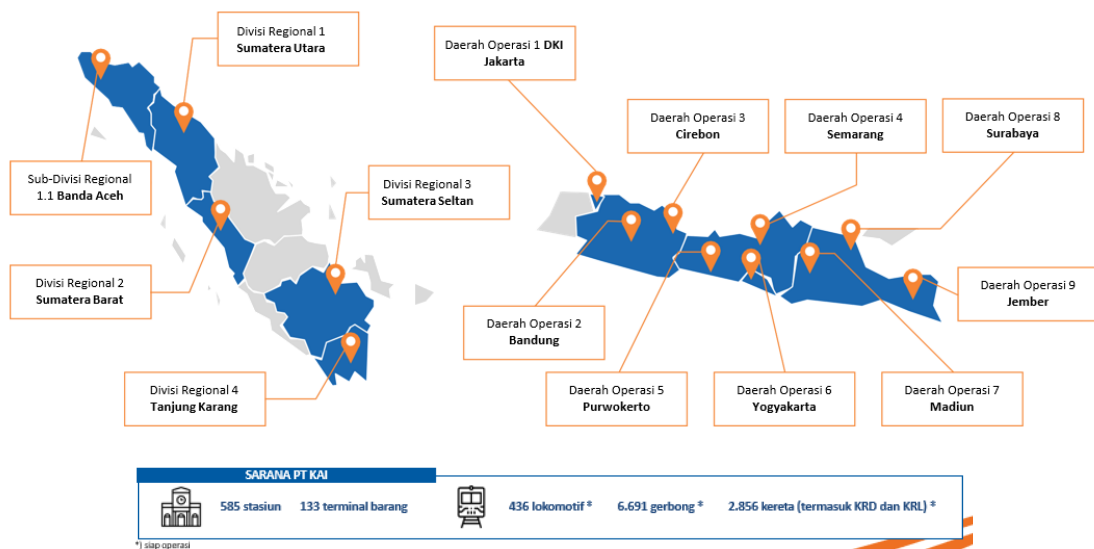 Divisi Regional 1
Sumatera Utara
Daerah Operasi 1 DKI
Jakarta
Daerah Operasi 3
Cirebon
Daerah Operasi 4
Semarang
Daerah Operasi 8
Surabaya
Sub-Divisi Regional
1.1 Banda Aceh
Divisi Regional 3
Sumatera Seltan
Divisi Regional 2
Sumatera Barat
Daerah Operasi 9
Jember
Daerah Operasi 2
Bandung
Divisi Regional 4
Tanjung Karang
Daerah Operasi 5
Purwokerto
Daerah Operasi 6
Yogyakarta
Daerah Operasi 7
Madiun
SARANA PT KAI
585 stasiun 133 terminal barang 436 lokomotif * 6.691 gerbong * 2.856 kereta (termasuk KRD dan KRL) *
*) siap operasi